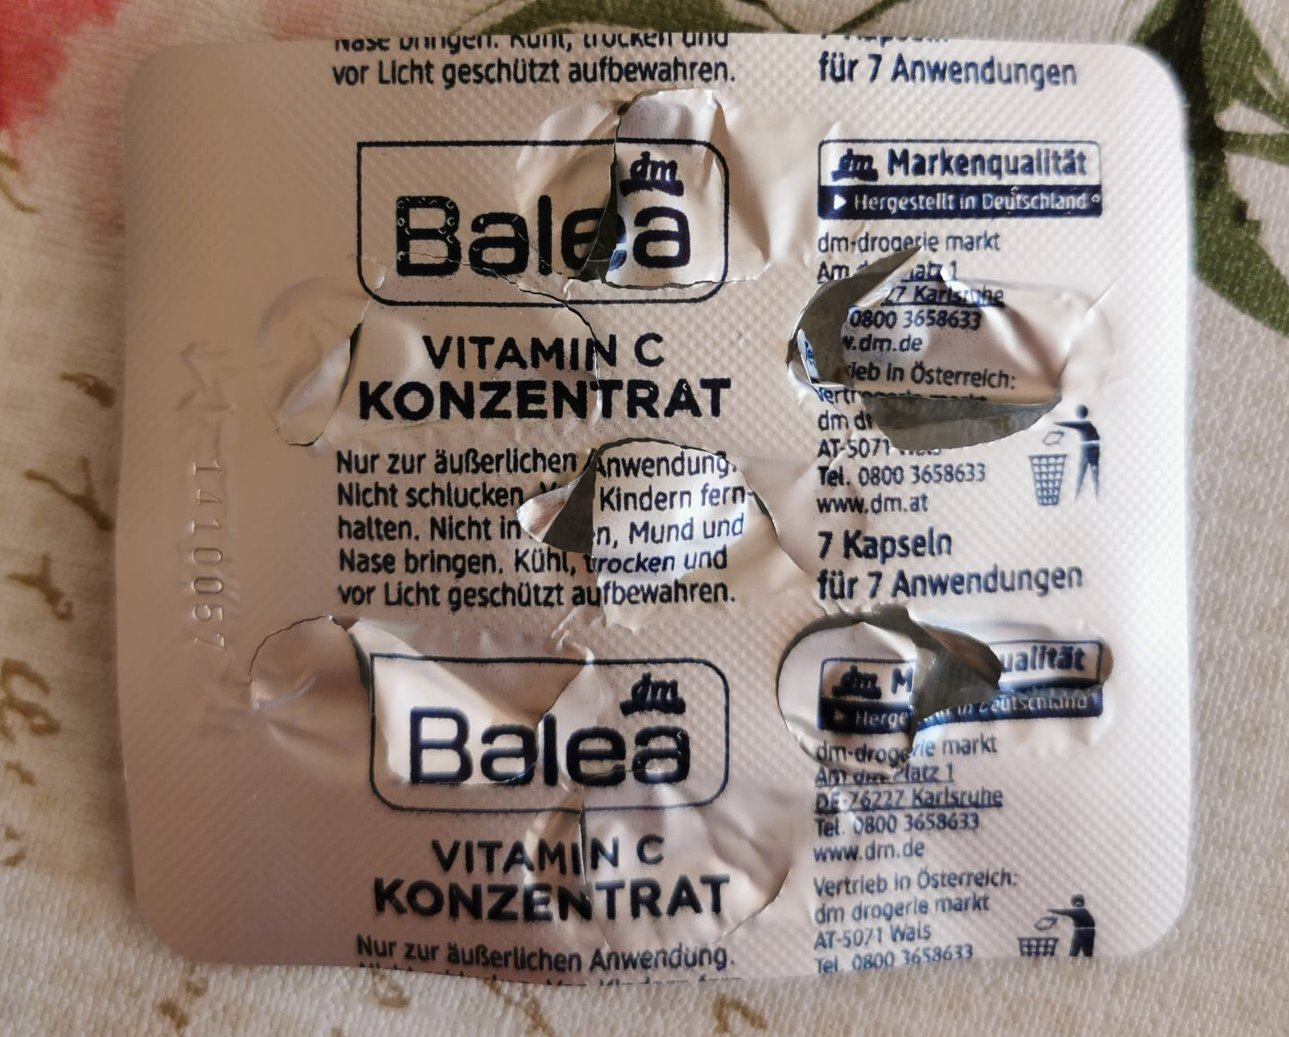 Nase bringen. Kühl, trocken und
vor Licht geschützt aufbewahren.
dm
Balea
VITAMIN C
KONZENTRAT
Nur zur äußerlichen Anwendung.
Nicht schlucken. Kindern fern-
halten. Nicht in Mund und
Nase bringen. Kühl, trocken und
vor Licht geschützt aufbewahren.
dm
Balea
VITAMIN C
KONZENTRAT
Nur zur äußerlichen Anwendung.
7 Kapseln
für 7 Anwendungen
dm Markenqualität
Hergestellt in Deutschland
dm-drogerie markt
Am 1
Karlsruhe
0800 3658633
.dm.de
in Österreich:
dm
AT-5071
Tel. 0800 3658633
www.dm.at
7 Kapseln
für 7 Anwendungen
dm
dm-drogerie markt
Am dm-Platz 1
DE-76227 Karlsruhe
Tel. 0800 3658633
www.dm.de
Vertrieb in Österreich:
dm drogerie markt
AT-5071 Wals
Tel. 0800 3658633
1410057